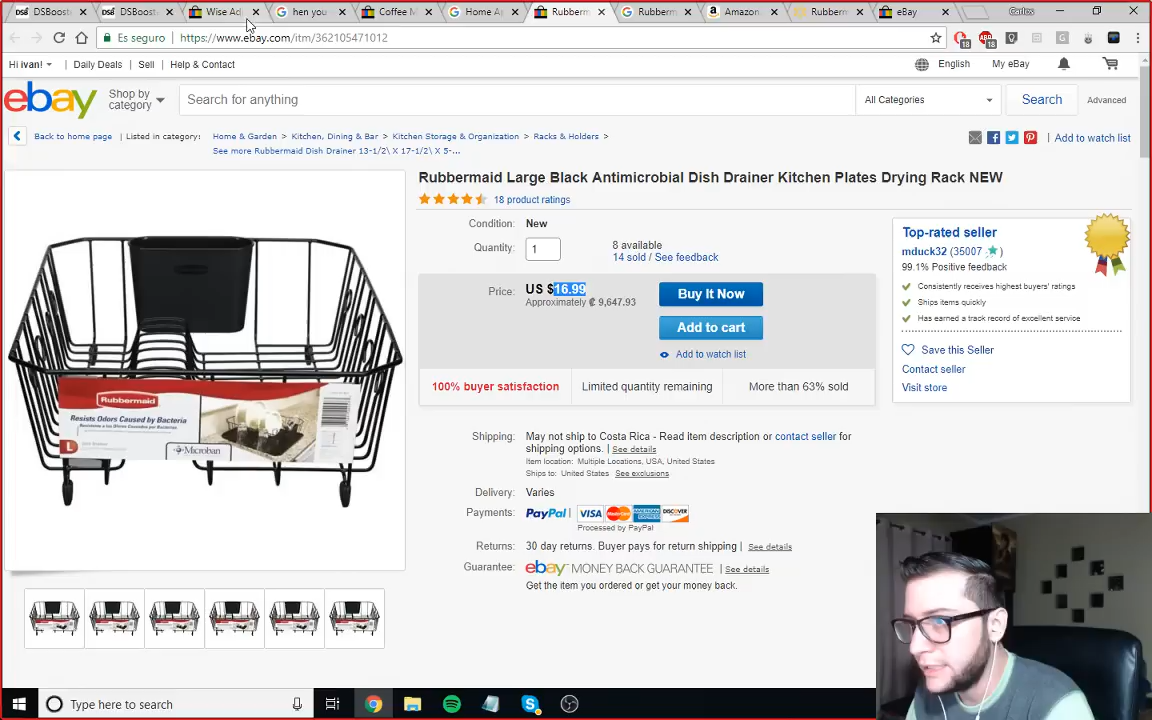 DSBooste
DSBooste
Wise Adj
hen you
Coffee M
Home A
Rubberm
Rubberm
Amazon
Rubberm
eBay
Carlos
Es seguro
https://www.ebay.com/itm/362105471012
Hi ivan!
Daily Deals
Sell
Help & Contact
English
My eBay
ebay
Shop by category
Search for anything
All Categories
Search
Advanced
Back to home page
Listed in category:
Home & Garden > Kitchen, Dining & Bar > Kitchen Storage & Organization > Racks & Holders >
See more Rubbermaid Dish Drainer 13-1/2\ X 17-1/2\ X 5-...
Add to watch list
Rubbermaid Large Black Antimicrobial Dish Drainer Kitchen Plates Drying Rack NEW
18 product ratings
Condition: New
Quantity: 1
8 available
14 sold / See feedback
Price: US $16.99
Approximately ₡ 9,647.93
Buy It Now
Add to cart
Add to watch list
100% buyer satisfaction
Limited quantity remaining
More than 63% sold
Top-rated seller
mduck32 (35007)
99.1% Positive feedback
Consistently receives highest buyers' ratings
Ships items quickly
Has earned a track record of excellent service
Save this Seller
Contact seller
Visit store
Rubbermaid
Resists Odors Caused by Bacteria
L
Microban
Shipping: May not ship to Costa Rica - Read item description or contact seller for
shipping options. | See details
Item location: Multiple Locations, USA, United States
Ships to: United States See exclusions
Delivery: Varies
Payments: PayPal VISA MasterCard AMERICAN EXPRESS DISCOVER
Processed by PayPal
Returns: 30 day returns. Buyer pays for return shipping | See details
Guarantee: ebay MONEY BACK GUARANTEE | See details
Get the item you ordered or get your money back.
Type here to search